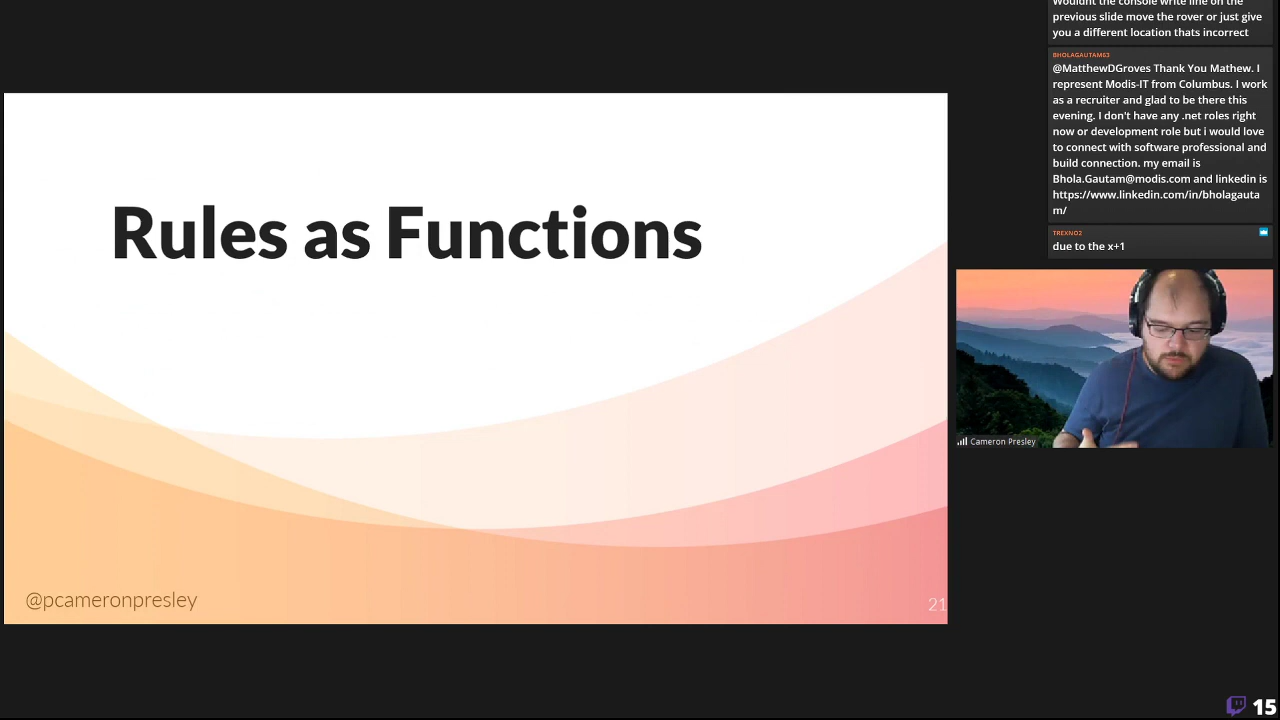 Rules as Functions
@pcameronpresley
21
Wouldnt the console write line on the
previous slide move the rover or just give
you a different location thats incorrect
BHOLAGAUTAM63
@MatthewDGroves Thank You Mathew. I
represent Modis-IT from Columbus. I work
as a recruiter and glad to be there this
evening. I don't have any .net roles right
now or development role but i would love
to connect with software professional and
build connection. my email is
Bhola.Gautam@modis.com and linkedin is
https://www.linkedin.com/in/bholagauta
m/
TREXNO2
due to the x+1
Cameron Presley
15